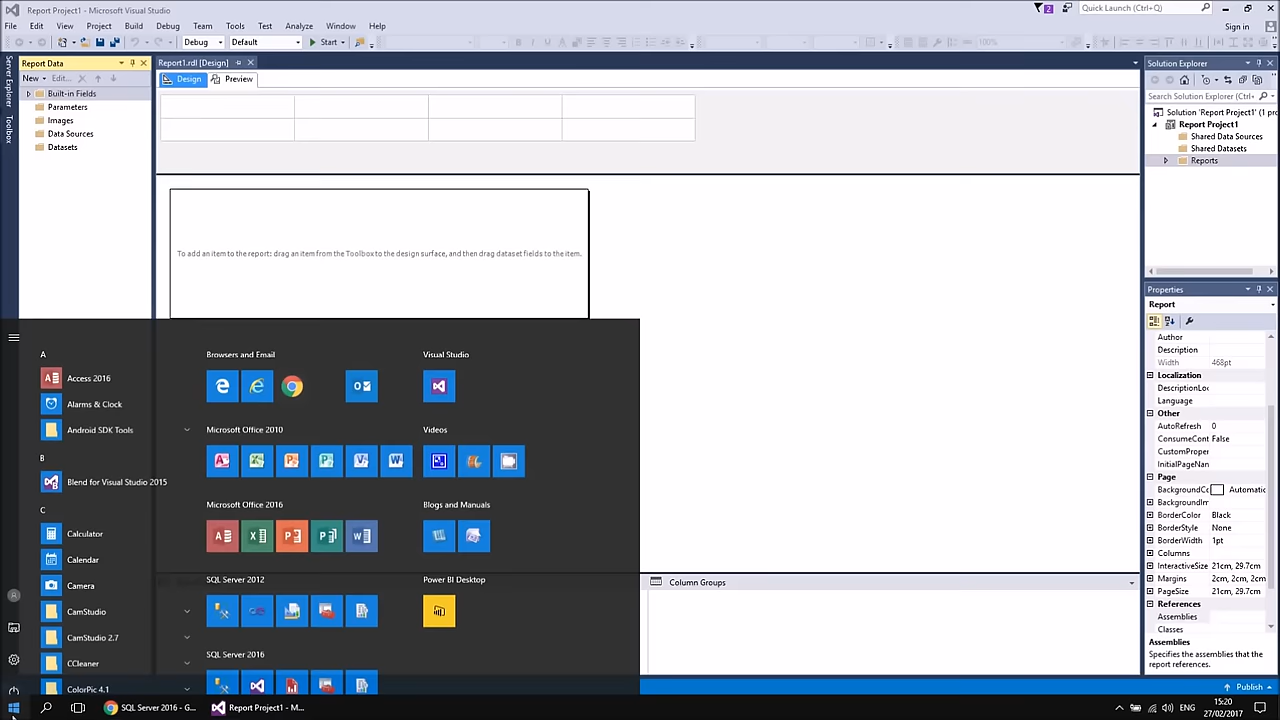 Report Project1 - Microsoft Visual Studio
2
Quick Launch (Ctrl+Q)
File Edit View Project Build Debug Team Tools Test Analyze Window Help
Sign in
Debug Default Start 100%
Server Explorer
Toolbox
Report Data
New Edit...
Built-in Fields
Parameters
Images
Data Sources
Datasets
Report1.rdl [Design]
Design Preview
To add an item to the report: drag an item from the Toolbox to the design surface, and then drag dataset fields to the item.
Column Groups
Solution Explorer
Search Solution Explorer (Ctrl+
Solution 'Report Project1' (1 pro
Report Project1
Shared Data Sources
Shared Datasets
Reports
Properties
Report
Author
Description
Width 468pt
Localization
DescriptionLoc
Language
Other
AutoRefresh 0
ConsumeCont False
CustomProper
InitialPageNan
Page
BackgroundCo Automatic
BackgroundIm
BorderColor Black
BorderStyle None
BorderWidth 1pt
Columns
InteractiveSize 21cm, 29.7cm
Margins 2cm, 2cm, 2cm,
PageSize 21cm, 29.7cm
References
Assemblies
Classes
Assemblies
Specifies the assemblies that the
report references.
Publish
A
Access 2016
Alarms & Clock
Android SDK Tools
B
Blend for Visual Studio 2015
C
Calculator
Calendar
Camera
CamStudio
CamStudio 2.7
CCleaner
ColorPic 4.1
Browsers and Email
Microsoft Office 2010
Microsoft Office 2016
SQL Server 2012
SQL Server 2016
Visual Studio
Videos
Blogs and Manuals
Power BI Desktop
SQL Server 2016 - G...
Report Project1 - M...
ENG
15:20
27/02/2017